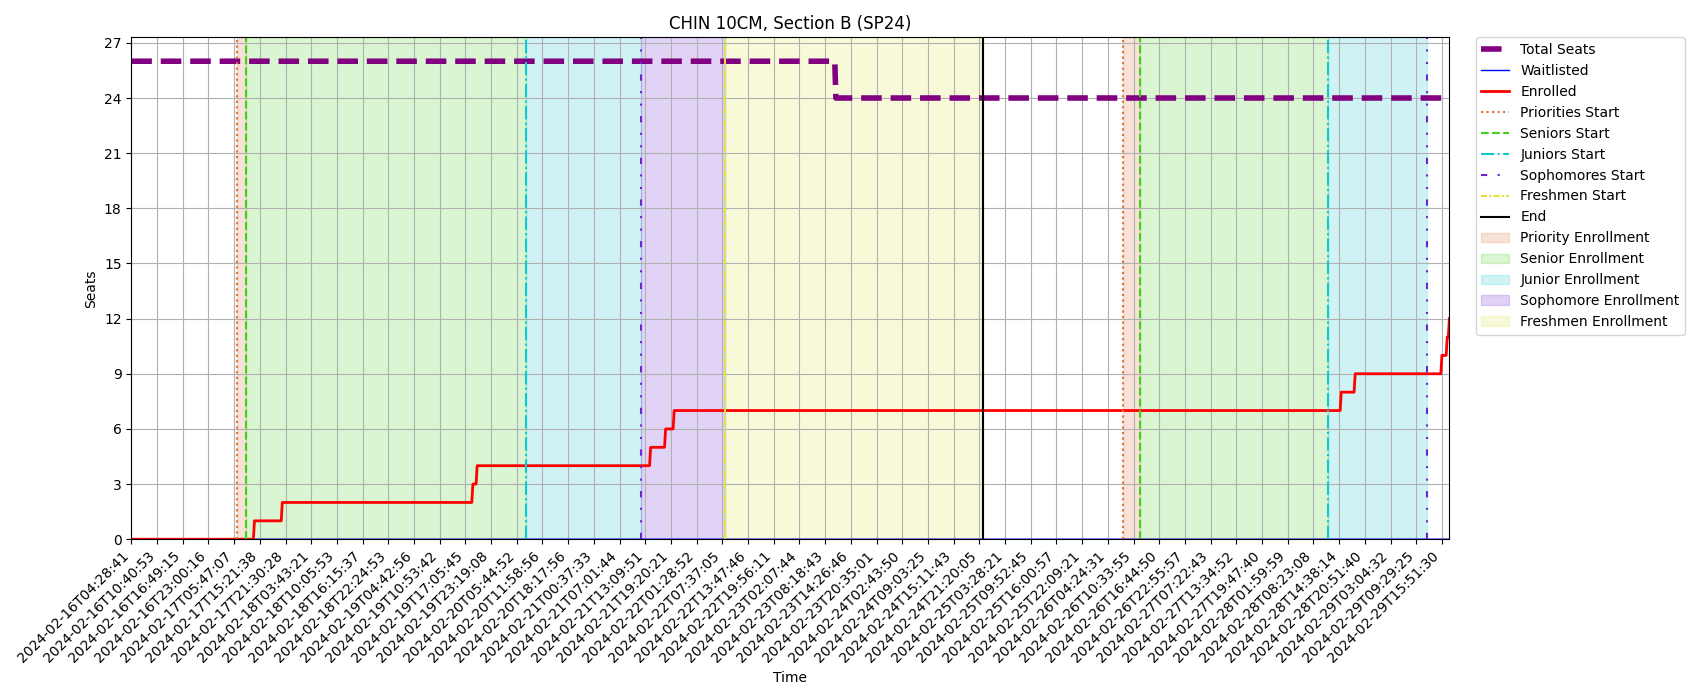 CHIN 10CM, Section B (SP24)
27
24
21
18
15
12
9
6
3
0
Seats
2024-02-16T04:28:41
2024-02-16T10:40:53
2024-02-16T16:49:15
2024-02-16T23:00:16
2024-02-17T05:47:07
2024-02-17T15:21:38
2024-02-17T21:30:28
2024-02-18T03:43:21
2024-02-18T10:05:53
2024-02-18T16:15:37
2024-02-18T22:24:53
2024-02-19T04:42:56
2024-02-19T10:53:42
2024-02-19T17:05:45
2024-02-19T23:19:08
2024-02-20T05:44:52
2024-02-20T11:58:56
2024-02-20T18:17:56
2024-02-21T00:37:33
2024-02-21T07:01:44
2024-02-21T13:09:51
2024-02-21T19:20:21
2024-02-22T01:28:52
2024-02-22T07:37:05
2024-02-22T13:47:46
2024-02-22T19:56:11
2024-02-23T02:07:44
2024-02-23T08:18:43
2024-02-23T14:26:46
2024-02-23T20:35:01
2024-02-24T02:43:50
2024-02-24T09:03:25
2024-02-24T15:11:43
2024-02-24T21:20:05
2024-02-25T03:28:21
2024-02-25T09:52:45
2024-02-25T16:00:57
2024-02-25T22:09:21
2024-02-26T04:24:31
2024-02-26T10:33:55
2024-02-26T16:44:50
2024-02-26T22:55:57
2024-02-27T07:22:43
2024-02-27T13:34:52
2024-02-27T19:47:40
2024-02-28T01:59:59
2024-02-28T08:23:08
2024-02-28T14:38:14
2024-02-28T20:51:40
2024-02-29T03:04:32
2024-02-29T09:29:25
2024-02-29T15:51:30
Time
Total Seats
Waitlisted
Enrolled
Priorities Start
Seniors Start
Juniors Start
Sophomores Start
Freshmen Start
End
Priority Enrollment
Senior Enrollment
Junior Enrollment
Sophomore Enrollment
Freshmen Enrollment